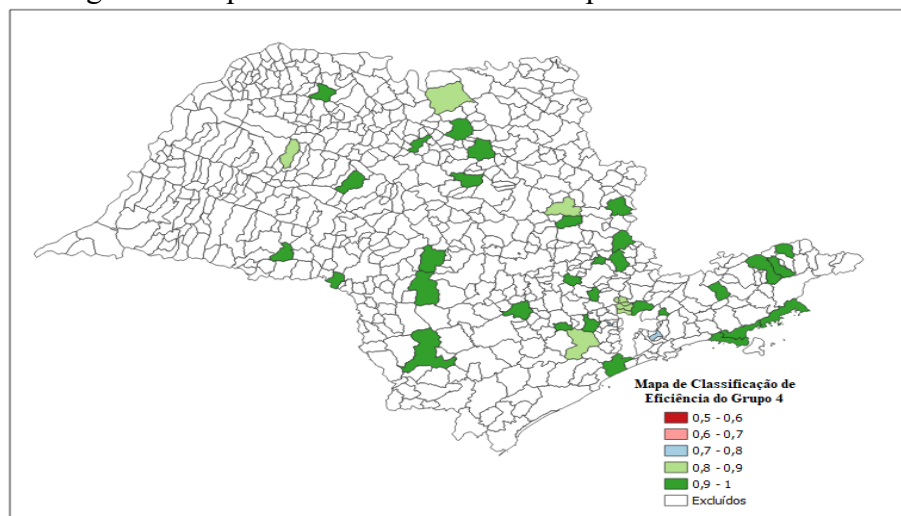 Mapa de Classificação de
Eficiência do Grupo 4
0,5 - 0,6
0,6 - 0,7
0,7 - 0,8
0,8 - 0,9
0,9 - 1
Excluídos